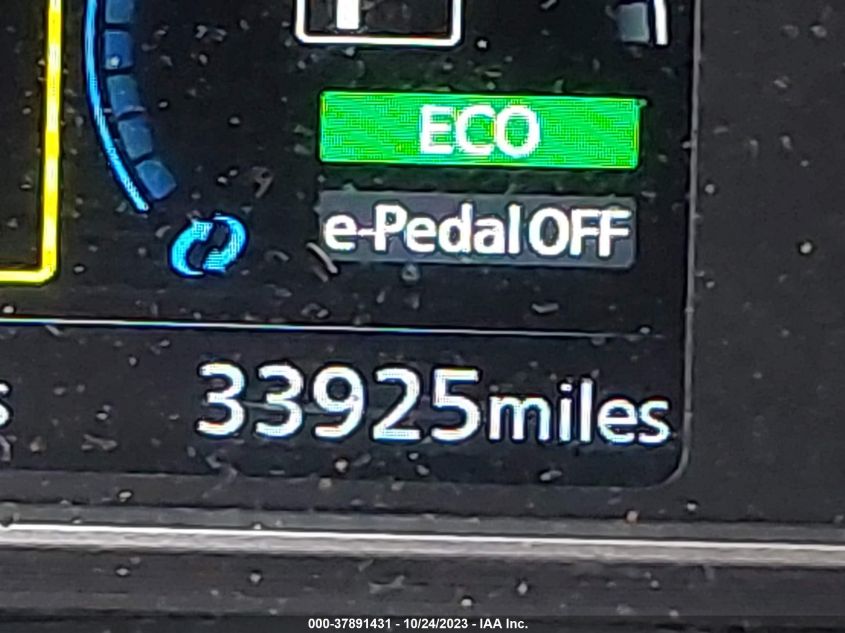 ECO
e-Pedal OFF
33925miles
000-37891431 - 10/24/2023 - IAA Inc.